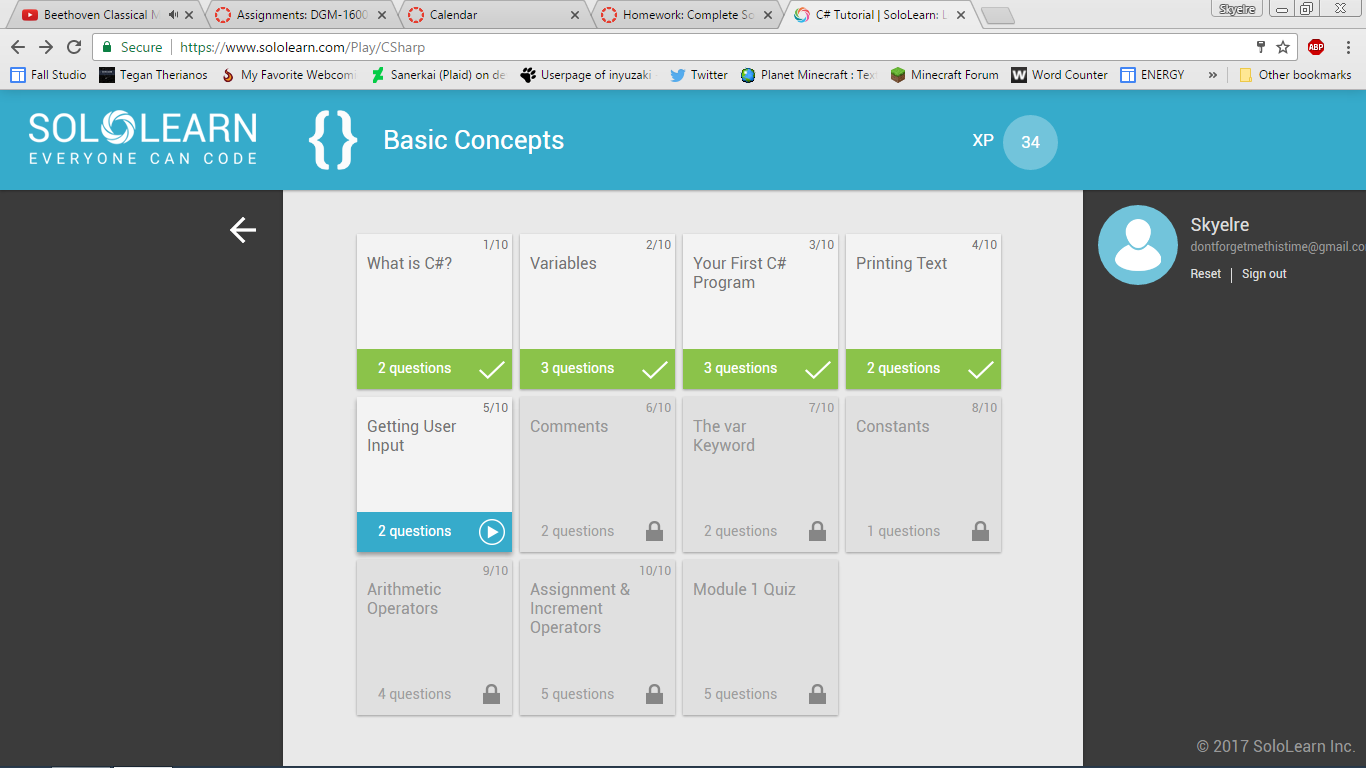 Beethoven Classical M
Assignments: DGM-1600
Calendar
Homework: Complete Sc
C# Tutorial | SoloLearn: L
Skyelre
Secure
https://www.sololearn.com/Play/CSharp
ABP
Fall Studio
Tegan Therianos
My Favorite Webcom
Sanerkai (Plaid) on de
Userpage of inyuzaki
Twitter
Planet Minecraft : Tex
Minecraft Forum
W
Word Counter
ENERGY
»
Other bookmarks
SOLOLEARN
EVERYONE CAN CODE
{ }
Basic Concepts
XP
34
Skyelre
dontforgetmethistime@gmail.co
Reset | Sign out
1/10
What is C#?
2 questions
2/10
Variables
3 questions
3/10
Your First C#
Program
3 questions
4/10
Printing Text
2 questions
5/10
Getting User
Input
2 questions
6/10
Comments
2 questions
7/10
The var
Keyword
2 questions
8/10
Constants
1 questions
9/10
Arithmetic
Operators
4 questions
10/10
Assignment &
Increment
Operators
5 questions
Module 1 Quiz
5 questions
© 2017 SoloLearn Inc.